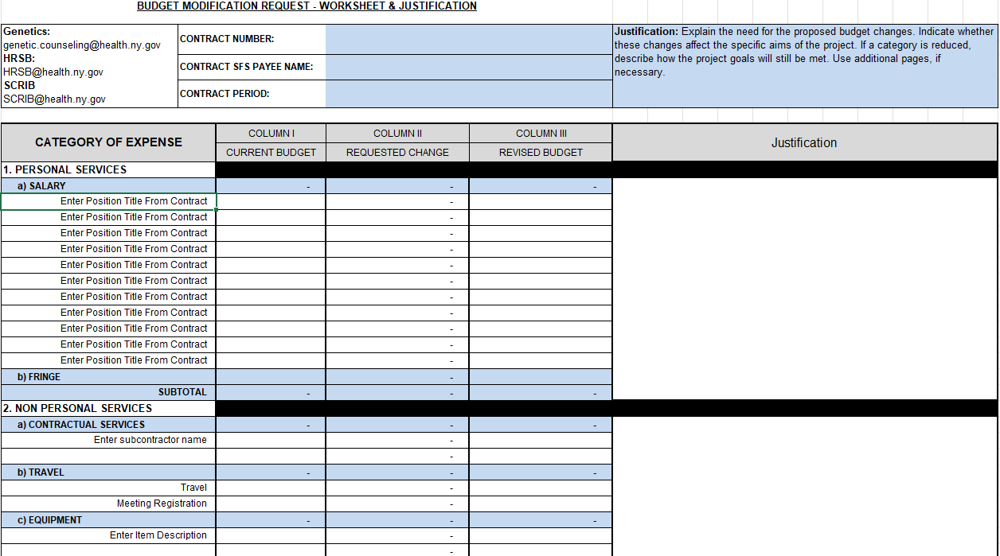 BUDGET MODIFICATION REQUEST - WORKSHEET & JUSTIFICATION
Genetics:
genetic.counseling@health.ny.gov
HRSB:
HRSB@health.ny.gov
SCRIB
SCRIB@health.ny.gov
CONTRACT NUMBER:
CONTRACT SFS PAYEE NAME:
CONTRACT PERIOD:
Justification: Explain the need for the proposed budget changes. Indicate whether
these changes affect the specific aims of the project. If a category is reduced,
describe how the project goals will still be met. Use additional pages, if
necessary.
CATEGORY OF EXPENSE
COLUMN I
COLUMN II
COLUMN III
CURRENT BUDGET
REQUESTED CHANGE
REVISED BUDGET
Justification
1. PERSONAL SERVICES
a) SALARY - - -
Enter Position Title From Contract -
Enter Position Title From Contract -
Enter Position Title From Contract -
Enter Position Title From Contract -
Enter Position Title From Contract -
Enter Position Title From Contract -
Enter Position Title From Contract -
Enter Position Title From Contract -
Enter Position Title From Contract -
Enter Position Title From Contract -
Enter Position Title From Contract -
b) FRINGE -
SUBTOTAL - - -
2. NON PERSONAL SERVICES
a) CONTRACTUAL SERVICES - - -
Enter subcontractor name -
-
b) TRAVEL - - -
Travel -
Meeting Registration -
c) EQUIPMENT - - -
Enter Item Description -
-